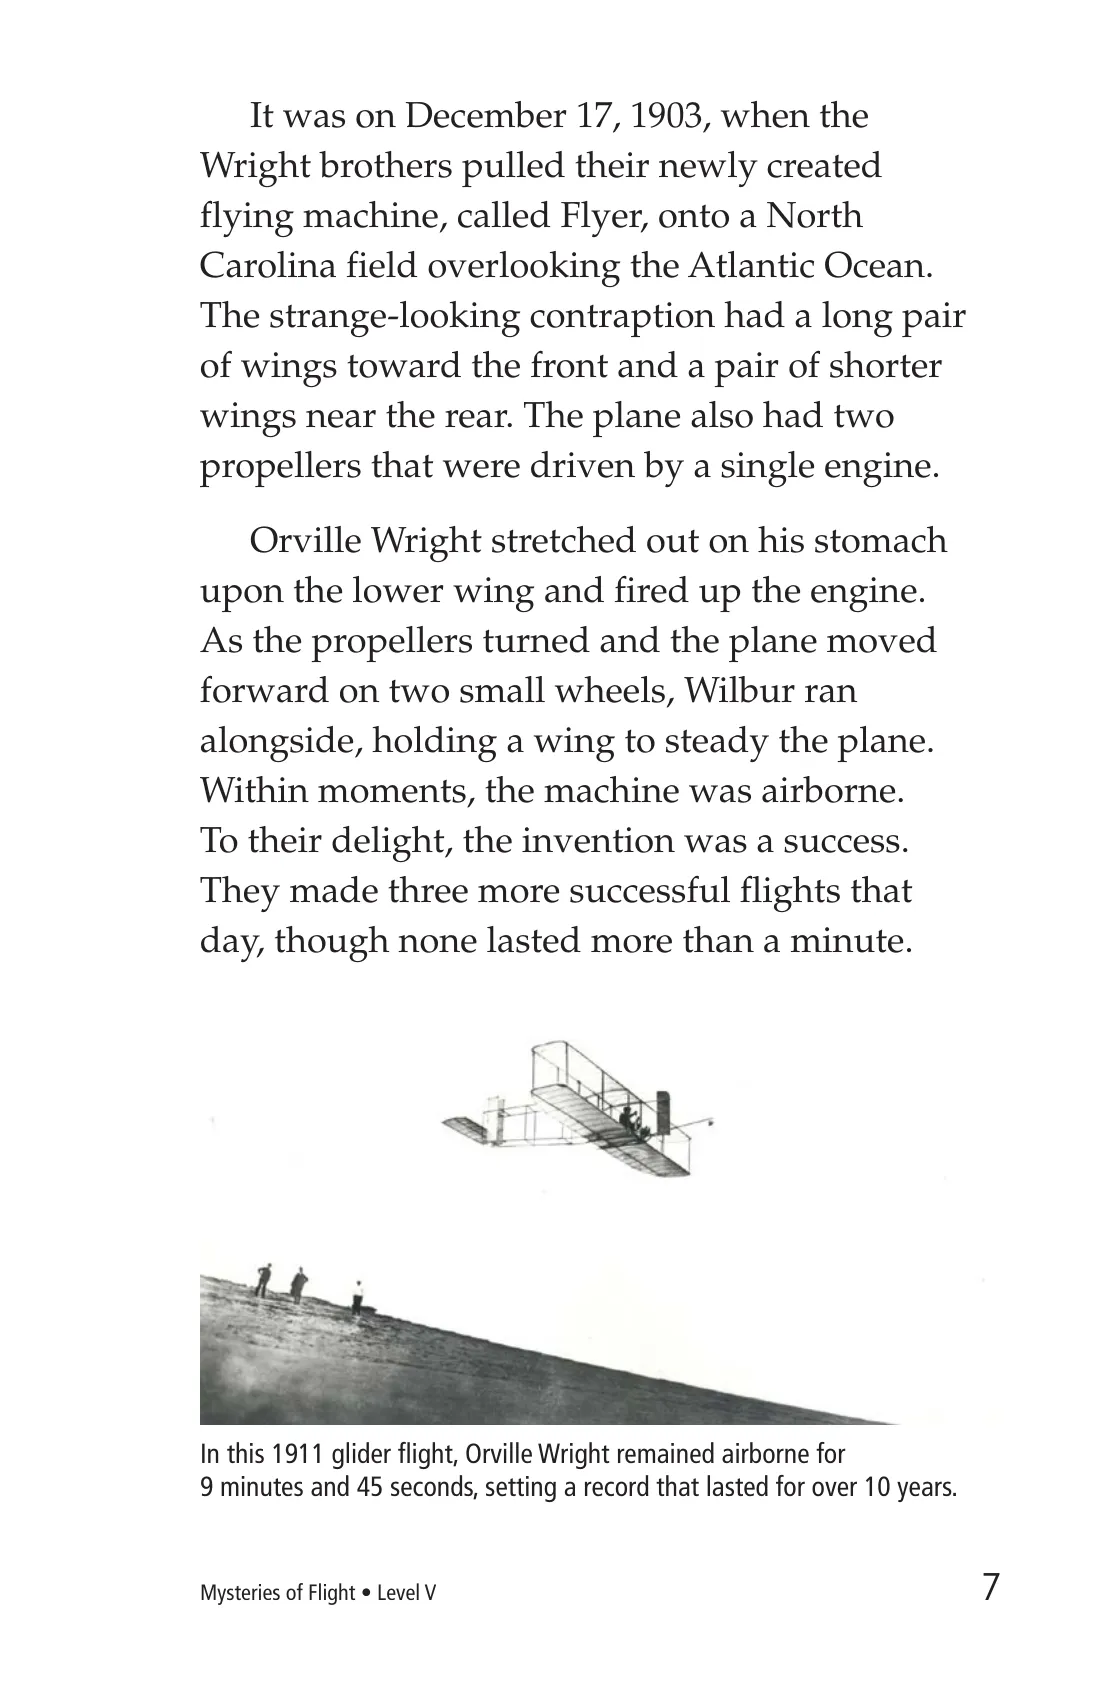 It was on December 17, 1903, when the
Wright brothers pulled their newly created
flying machine, called Flyer, onto a North
Carolina field overlooking the Atlantic Ocean.
The strange-looking contraption had a long pair
of wings toward the front and a pair of shorter
wings near the rear. The plane also had two
propellers that were driven by a single engine.
Orville Wright stretched out on his stomach
upon the lower wing and fired up the engine.
As the propellers turned and the plane moved
forward on two small wheels, Wilbur ran
alongside, holding a wing to steady the plane.
Within moments, the machine was airborne.
To their delight, the invention was a success.
They made three more successful flights that
day, though none lasted more than a minute.
In this 1911 glider flight, Orville Wright remained airborne for
9 minutes and 45 seconds, setting a record that lasted for over 10 years.
Mysteries of Flight • Level V
7